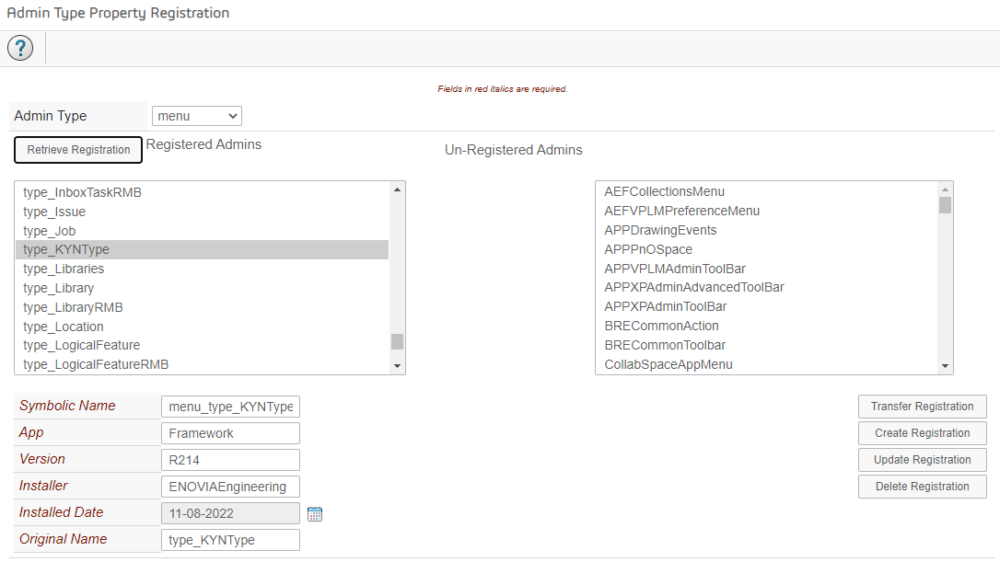 Admin Type Property Registration
?
Fields in red italics are required.
Admin Type menu
Retrieve Registration Registered Admins Un-Registered Admins
type_InboxTaskRMB
type_Issue
type_Job
type_KYNType
type_Libraries
type_Library
type_LibraryRMB
type_Location
type_LogicalFeature
type_LogicalFeatureRMB
AEFCollectionsMenu
AEFVPLMPreferenceMenu
APPDrawingEvents
APPPnOSpace
APPVPLMAdminToolBar
APPXPAdminAdvancedToolBar
APPXPAdminToolBar
BRECommonAction
BRECommonToolbar
CollabSpaceAppMenu
Symbolic Name menu_type_KYNType
App Framework
Version R214
Installer ENOVIAEngineering
Installed Date 11-08-2022
Original Name type_KYNType
Transfer Registration
Create Registration
Update Registration
Delete Registration